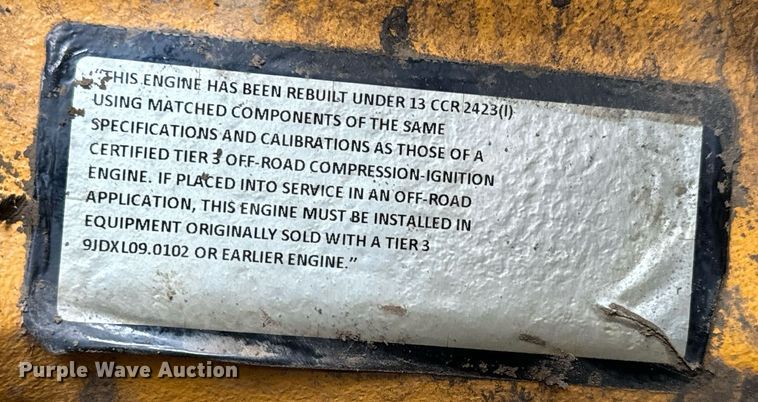 "THIS ENGINE HAS BEEN REBUILT UNDER 13 CCR 2423(l)
USING MATCHED COMPONENTS OF THE SAME
SPECIFICATIONS AND CALIBRATIONS AS THOSE OF A
CERTIFIED TIER 3 OFF-ROAD COMPRESSION-IGNITION
ENGINE. IF PLACED INTO SERVICE IN AN OFF-ROAD
APPLICATION, THIS ENGINE MUST BE INSTALLED IN
EQUIPMENT ORIGINALLY SOLD WITH A TIER 3
9JDXL09.0102 OR EARLIER ENGINE."
Purple Wave Auction